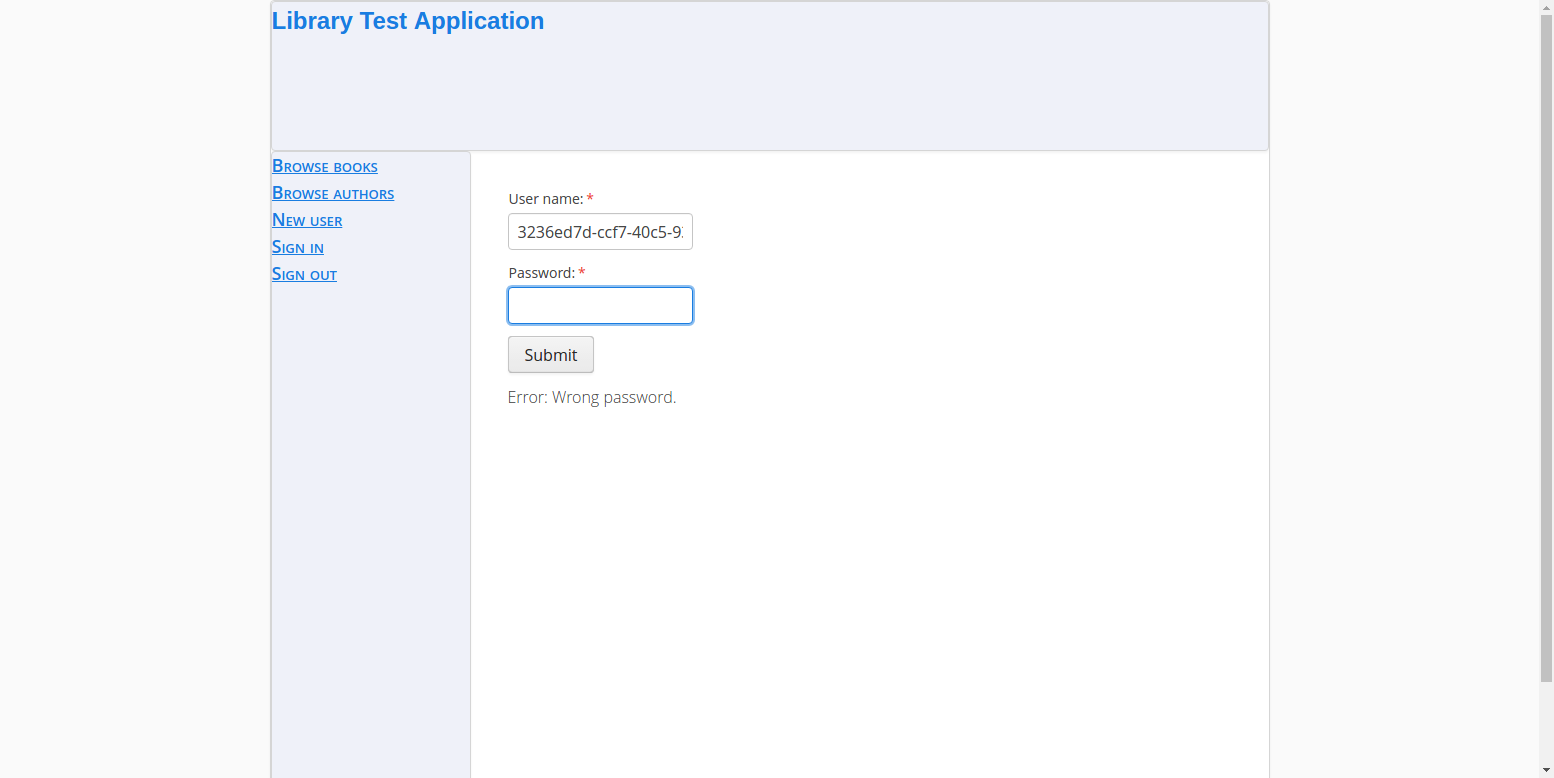 Library Test Application
Browse books
Browse authors
New user
Sign in
Sign out
User name: *
3236ed7d-ccf7-40c5-9
Password: *
Submit
Error: Wrong password.